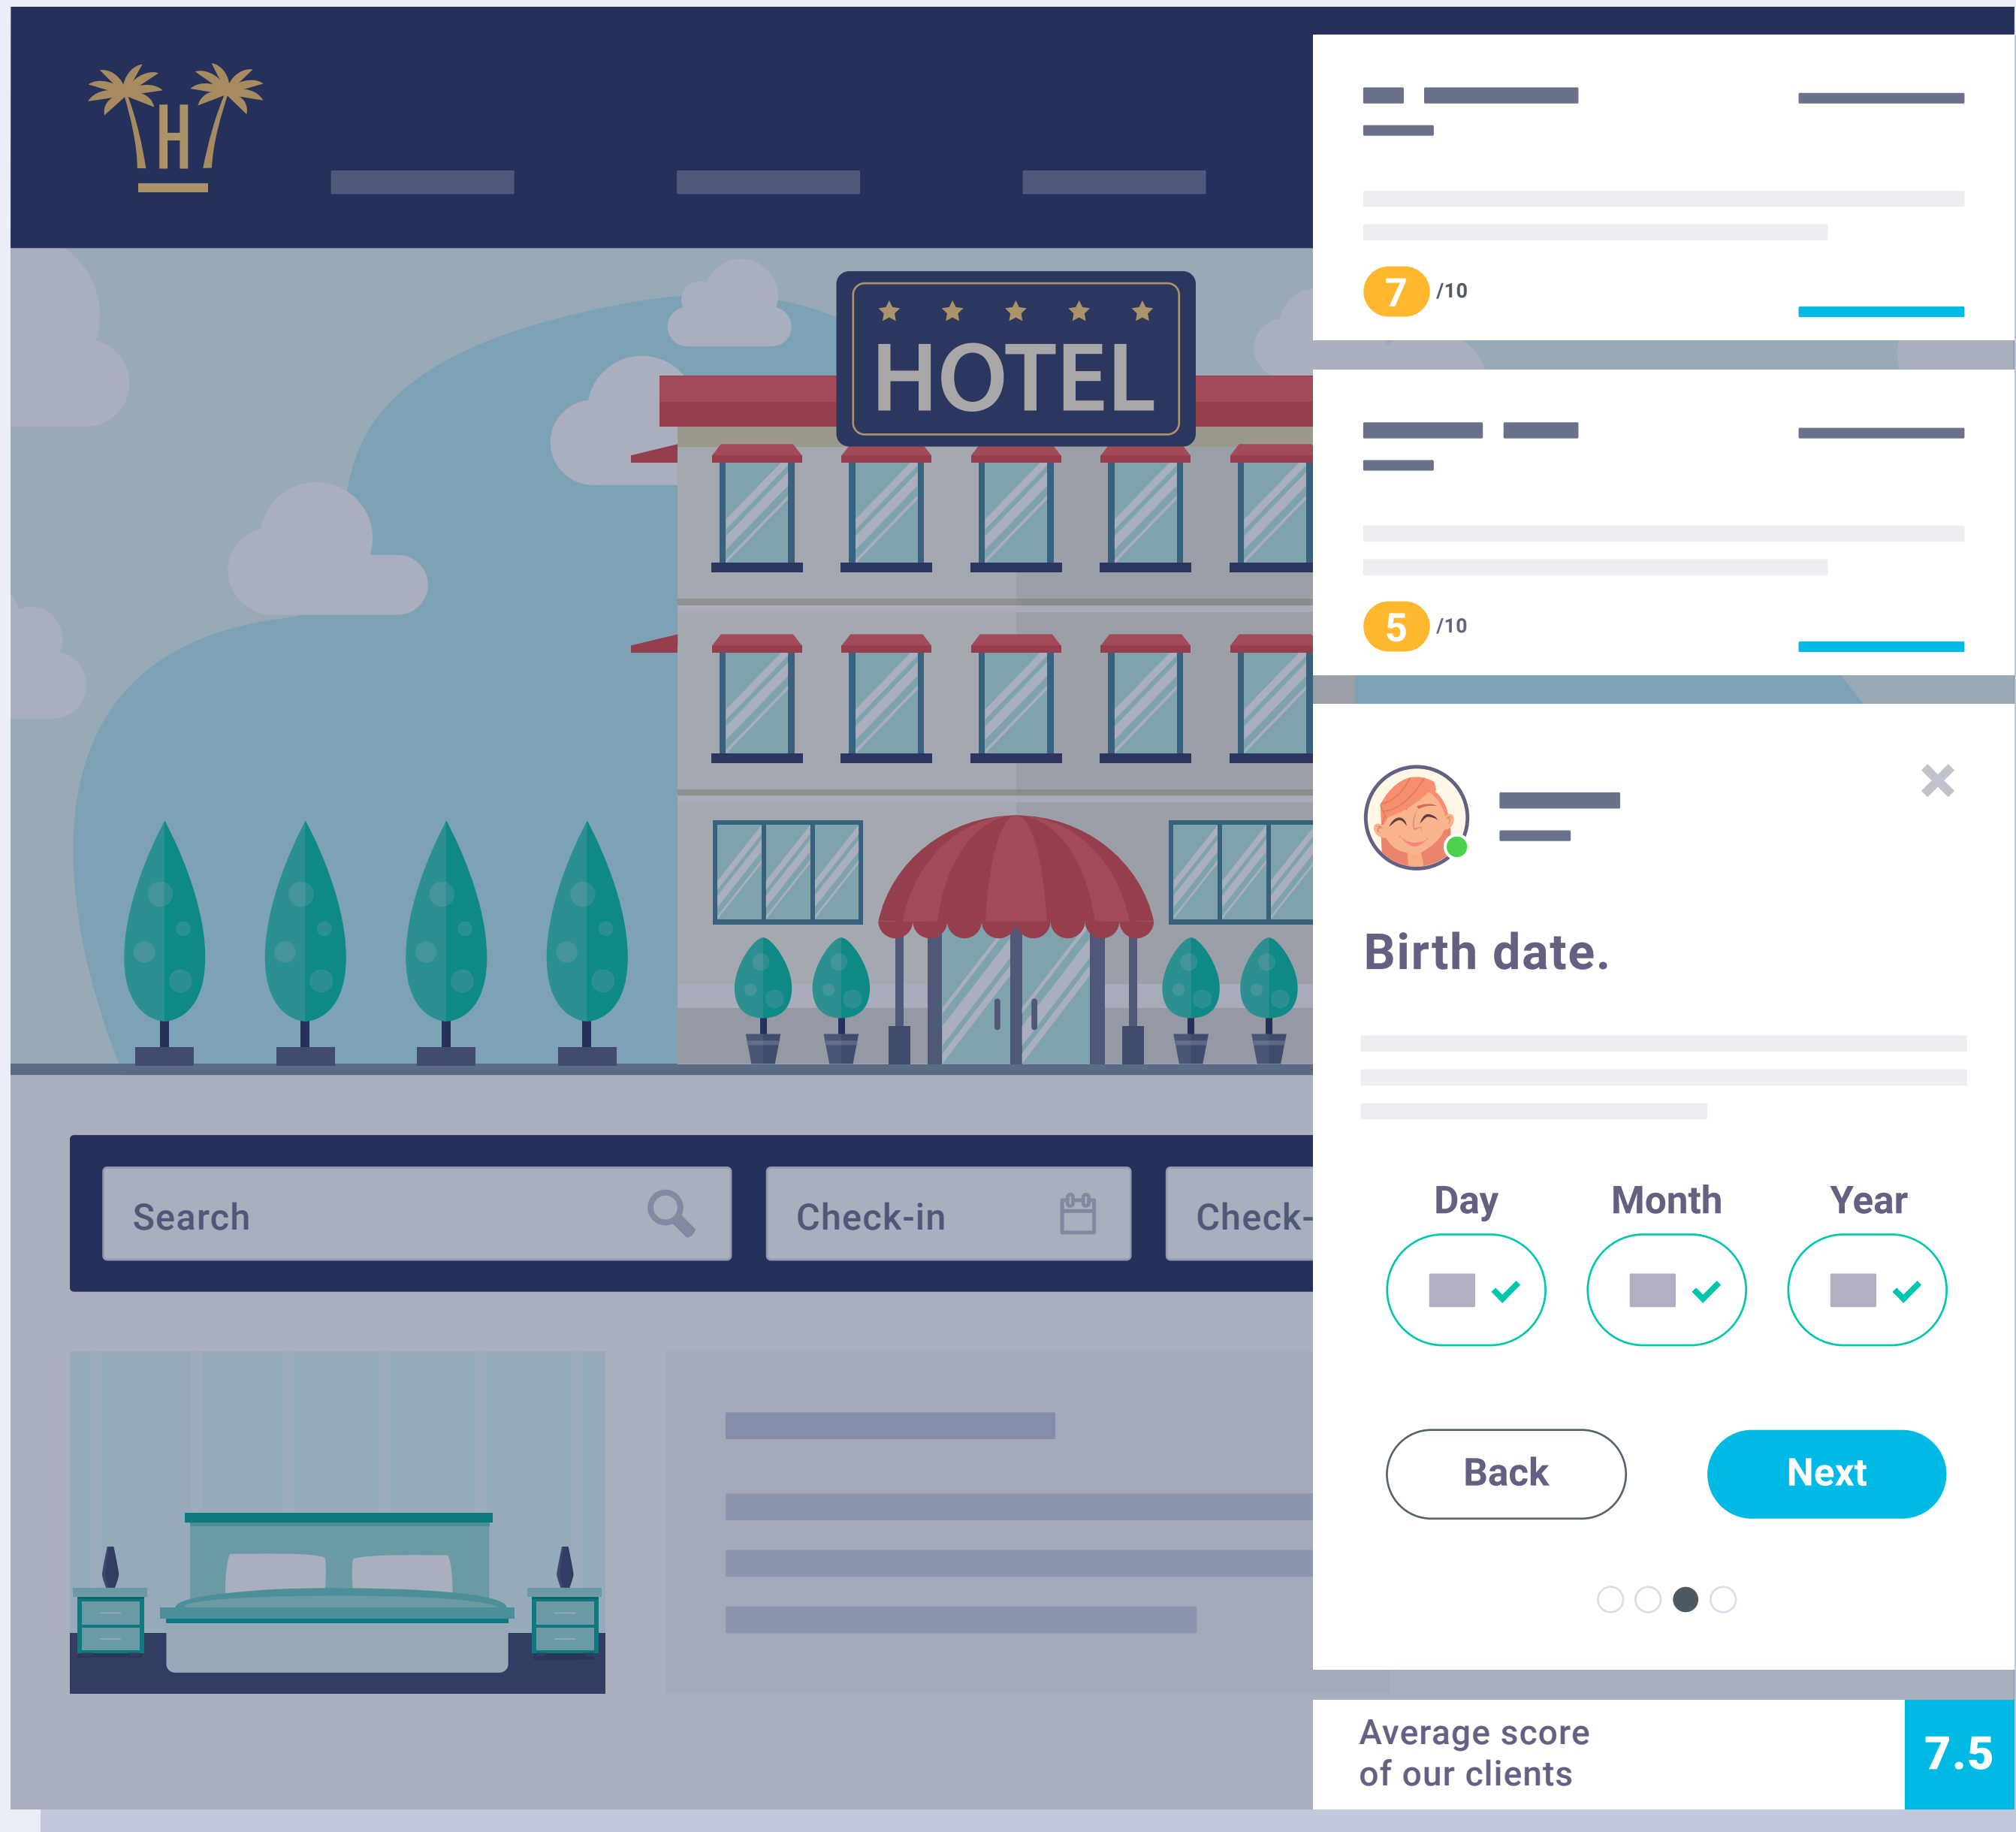 H
HOTEL
Search
Check-in
Check-
7 /10
5 /10
Birth date.
Day Month Year
Back Next
Average score
of our clients
7.5